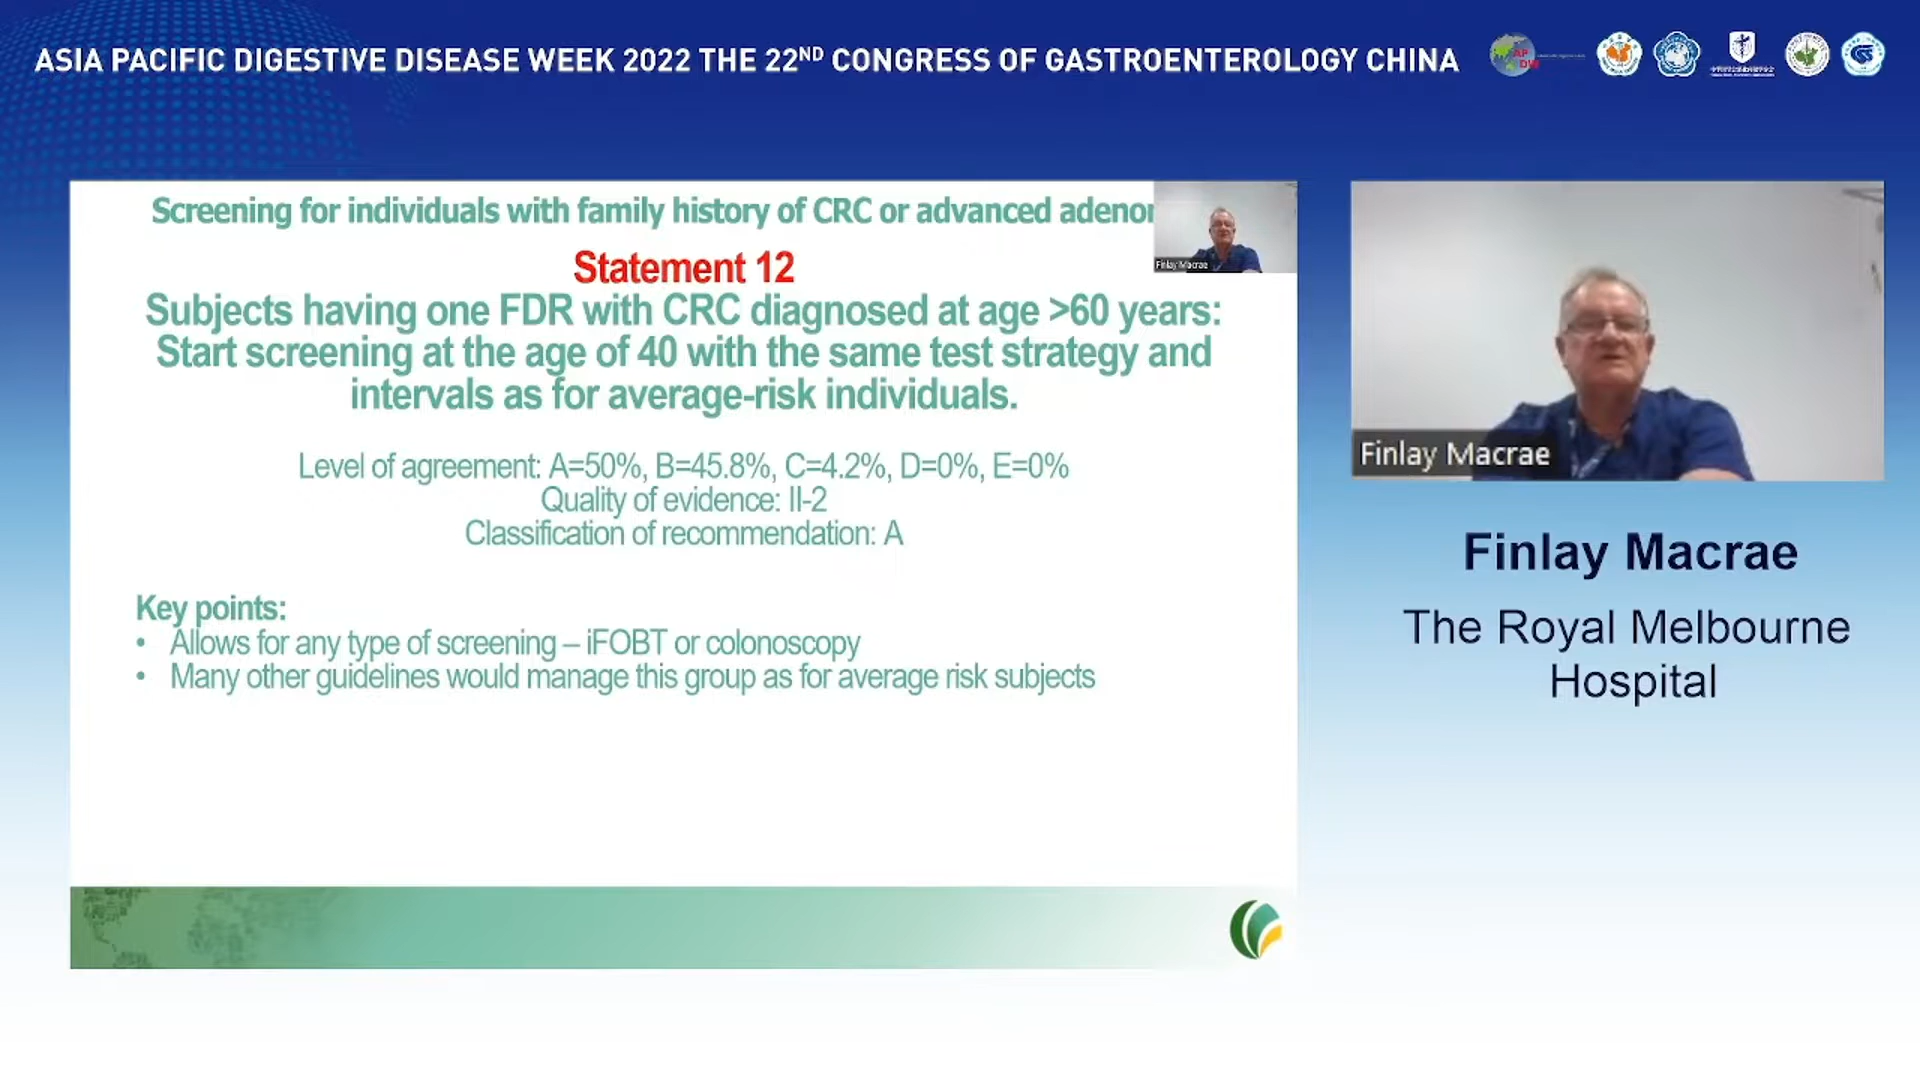 ASIA PACIFIC DIGESTIVE DISEASE WEEK 2022 THE 22ND CONGRESS OF GASTROENTEROLOGY CHINA
Screening for individuals with family history of CRC or advanced adenor
Finlay Macrae
Statement 12
Subjects having one FDR with CRC diagnosed at age >60 years:
Start screening at the age of 40 with the same test strategy and
intervals as for average-risk individuals.
Level of agreement: A=50%, B=45.8%, C=4.2%, D=0%, E=0%
Quality of evidence: II-2
Classification of recommendation: A
Key points:
• Allows for any type of screening – iFOBT or colonoscopy
• Many other guidelines would manage this group as for average risk subjects
Finlay Macrae
Finlay Macrae
The Royal Melbourne
Hospital